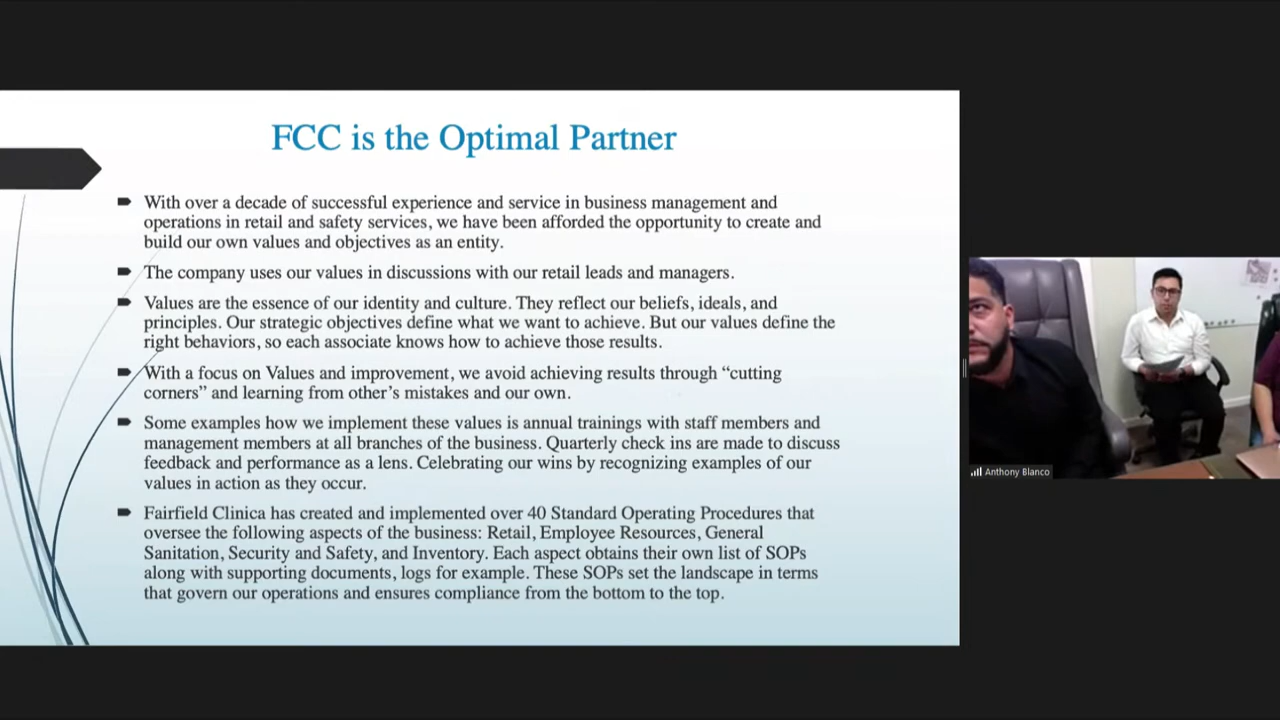 FCC is the Optimal Partner
With over a decade of successful experience and service in business management and
operations in retail and safety services, we have been afforded the opportunity to create and
build our own values and objectives as an entity.
The company uses our values in discussions with our retail leads and managers.
Values are the essence of our identity and culture. They reflect our beliefs, ideals, and
principles. Our strategic objectives define what we want to achieve. But our values define the
right behaviors, so each associate knows how to achieve those results.
With a focus on Values and improvement, we avoid achieving results through “cutting
corners” and learning from other’s mistakes and our own.
Some examples how we implement these values is annual trainings with staff members and
management members at all branches of the business. Quarterly check ins are made to discuss
feedback and performance as a lens. Celebrating our wins by recognizing examples of our
values in action as they occur.
Fairfield Clinica has created and implemented over 40 Standard Operating Procedures that
oversee the following aspects of the business: Retail, Employee Resources, General
Sanitation, Security and Safety, and Inventory. Each aspect obtains their own list of SOPs
along with supporting documents, logs for example. These SOPs set the landscape in terms
that govern our operations and ensures compliance from the bottom to the top.
Anthony Blanco